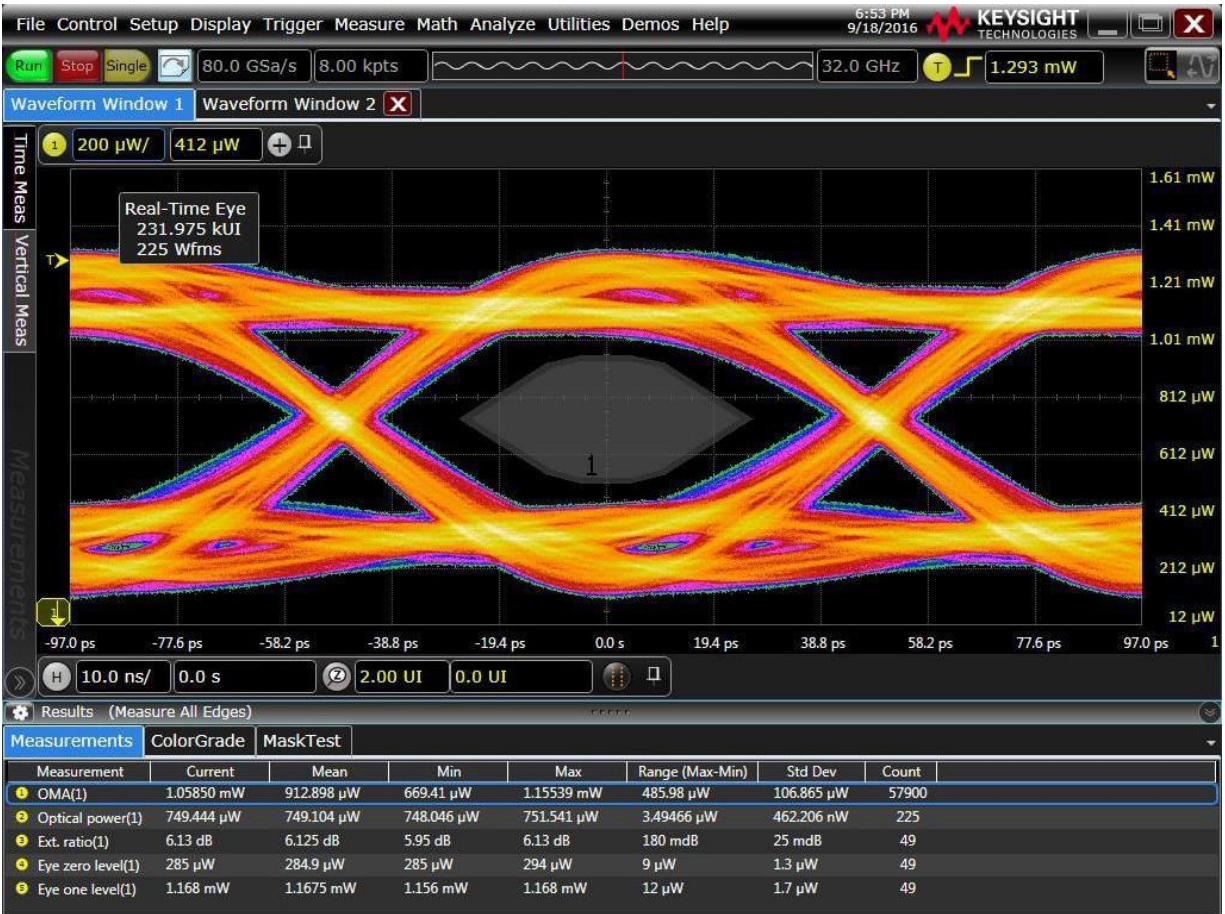 File Control Setup Display Trigger Measure Math Analyze Utilities Demos Help 6:53 PM 9/18/2016 KEYSIGHT TECHNOLOGIES X
Run Stop Single 80.0 GSa/s 8.00 kpts 32.0 GHz T 1.293 mW
Waveform Window 1 Waveform Window 2 X
Time Meas
Vertical Meas
Measurements
1 200 µW/ 412 µW +
Real-Time Eye
231.975 kUI
225 Wfms
T
1
1
1.61 mW
1.41 mW
1.21 mW
1.01 mW
812 µW
612 µW
412 µW
212 µW
12 µW
-97.0 ps -77.6 ps -58.2 ps -38.8 ps -19.4 ps 0.0 s 19.4 ps 38.8 ps 58.2 ps 77.6 ps 97.0 ps 1
H 10.0 ns/ 0.0 s Z 2.00 UI 0.0 UI
Results (Measure All Edges)
Measurements ColorGrade MaskTest
Measurement Current Mean Min Max Range (Max-Min) Std Dev Count
1 OMA(1) 1.05850 mW 912.898 µW 669.41 µW 1.15539 mW 485.98 µW 106.865 µW 57900
2 Optical power(1) 749.444 µW 749.104 µW 748.046 µW 751.541 µW 3.49466 µW 462.206 nW 225
3 Ext. ratio(1) 6.13 dB 6.125 dB 5.95 dB 6.13 dB 180 mdB 25 mdB 49
4 Eye zero level(1) 285 µW 284.9 µW 285 µW 294 µW 9 µW 1.3 µW 49
5 Eye one level(1) 1.168 mW 1.1675 mW 1.156 mW 1.168 mW 12 µW 1.7 µW 49